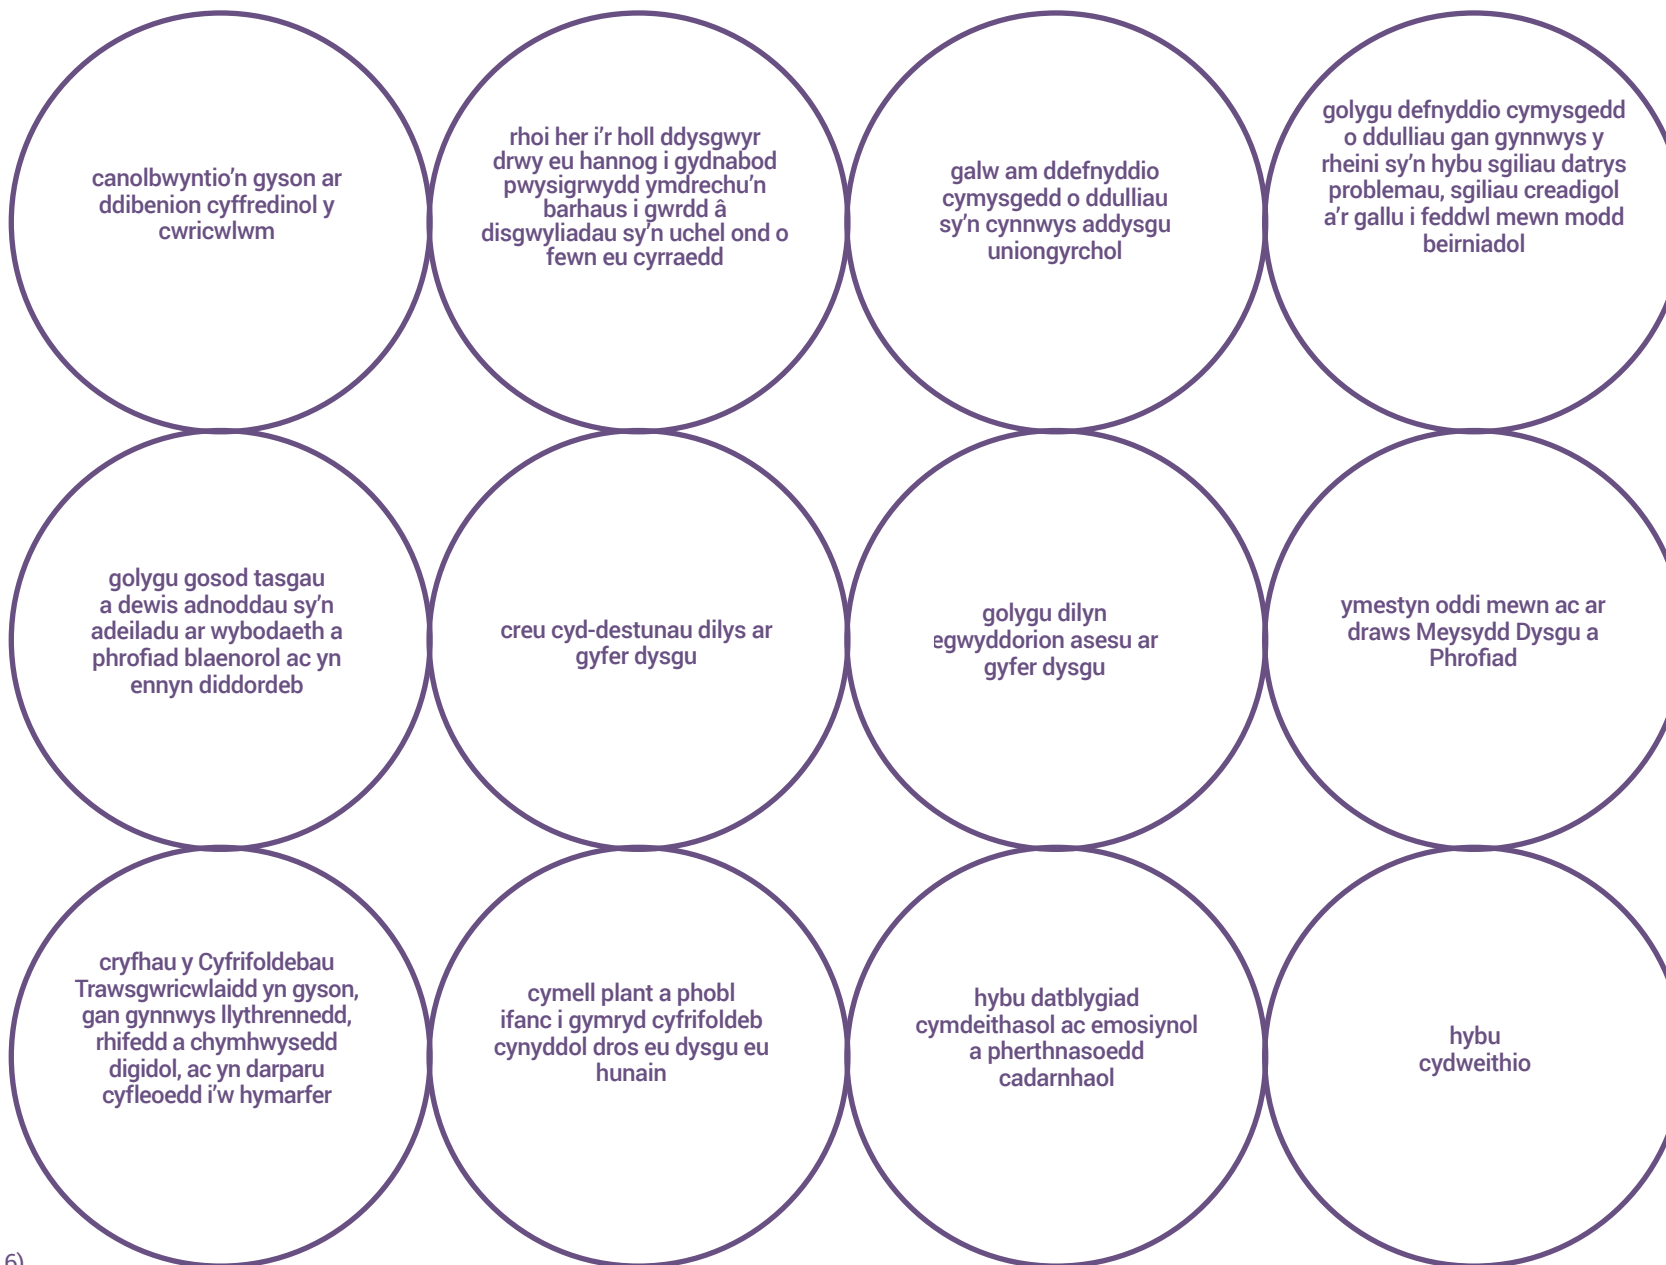 canolbwyntio'n gyson ar
ddibenion cyffredinol y
cwricwlwm
rhoi her i'r holl ddysgwyr
drwy eu hannog i gydnabod
pwysigrwydd ymdrechu'n
barhaus i gwrdd â
disgwyliadau sy'n uchel ond o
fewn eu cyrraedd
galw am ddefnyddio
cymysgedd o ddulliau
sy'n cynnwys addysgu
uniongyrchol
golygu defnyddio cymysgedd
o ddulliau gan gynnwys y
rheini sy'n hybu sgiliau datrys
problemau, sgiliau creadigol
a'r gallu i feddwl mewn modd
beirniadol
golygu gosod tasgau
a dewis adnoddau sy'n
adeiladu ar wybodaeth a
phrofiad blaenorol ac yn
ennyn diddordeb
creu cyd-destunau dilys ar
gyfer dysgu
golygu dilyn
egwyddorion asesu ar
gyfer dysgu
ymestyn oddi mewn ac ar
draws Meysydd Dysgu a
Phrofiad
cryfhau y Cyfrifoldebau
Trawsgwricwlaidd yn gyson,
gan gynnwys llythrennedd,
rhifedd a chymhwysedd
digidol, ac yn darparu
cyfleoedd i'w hymarfer
cymell plant a phobl
ifanc i gymryd cyfrifoldeb
cynyddol dros eu dysgu eu
hunain
hybu datblygiad
cymdeithasol ac emosiynol
a pherthnasoedd
cadarnhaol
hybu
cydweithio
6)